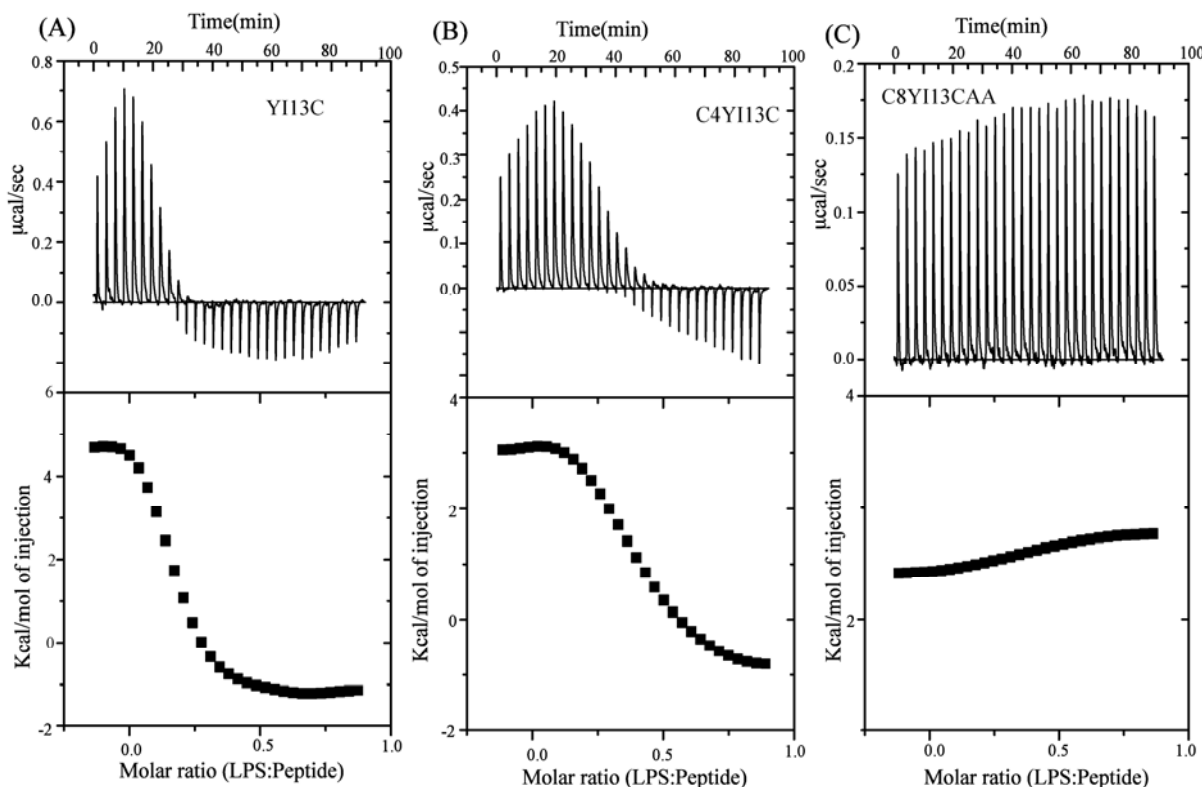 (A)
Time(min)
0 20 40 60 80 100
0.8
0.6
0.4
0.2
0.0
μcal/sec
YI13C
6
4
2
0
-2
Kcal/mol of injection
0.0 0.5 1.0
Molar ratio (LPS:Peptide)
(B)
Time(min)
0 20 40 60 80 100
0.5
0.4
0.3
0.2
0.1
0.0
μcal/sec
C4YI13C
4
2
0
-2
Kcal/mol of injection
0.0 0.5 1.0
Molar ratio (LPS:Peptide)
(C)
Time(min)
0 20 40 60 80 100
0.2
0.15
0.1
0.05
0.0
μcal/sec
C8YI13CAA
4
2
Kcal/mol of injection
0.0 0.5 1.0
Molar ratio (LPS:Peptide)